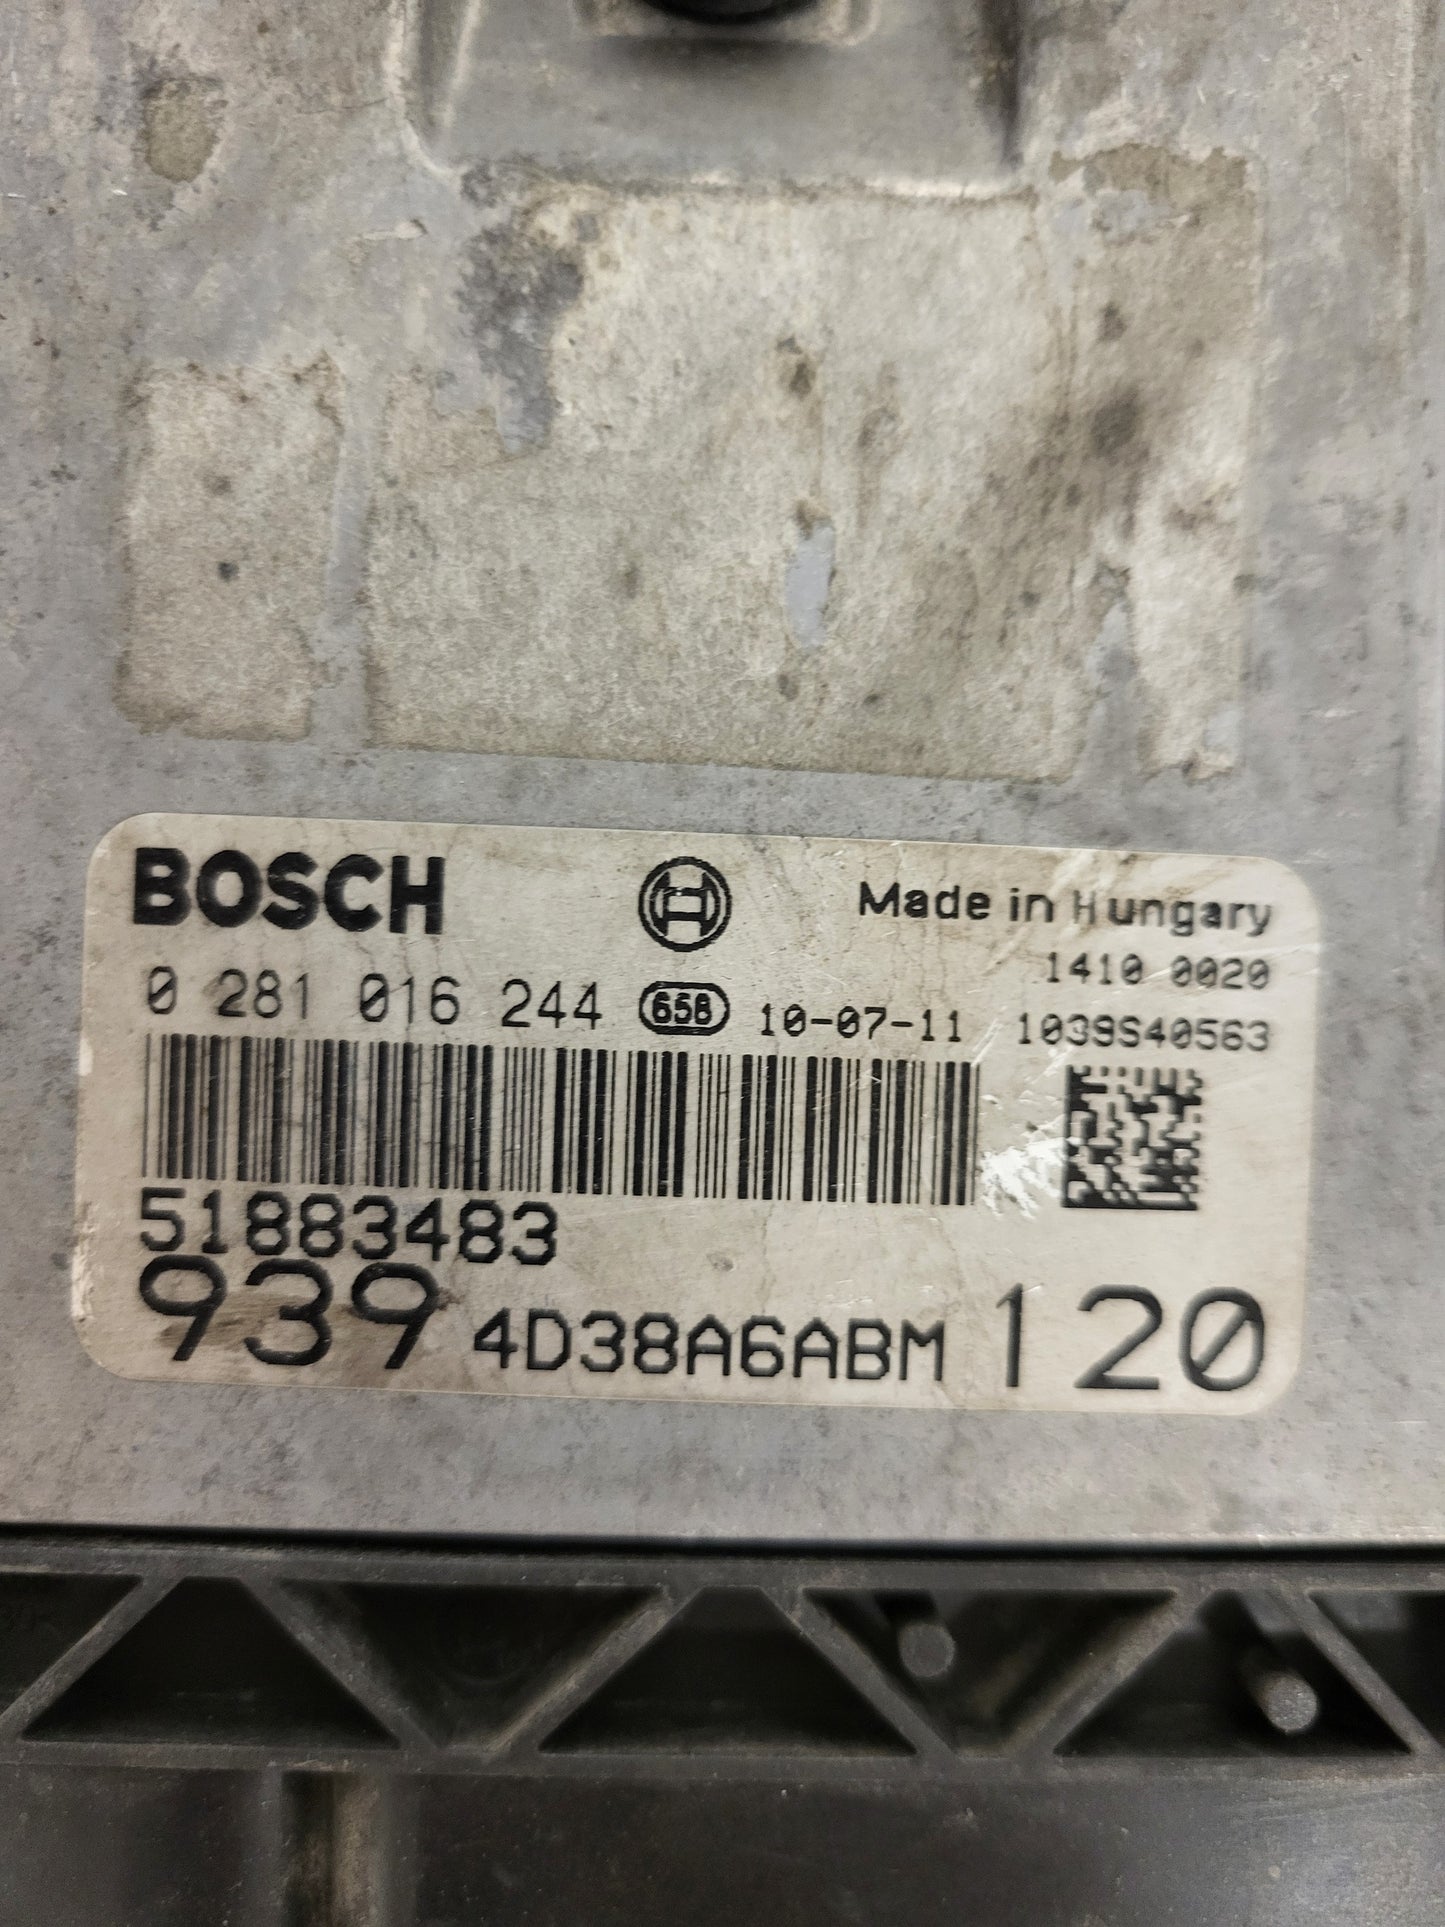 BOSCH Made in Hungary
1410 0020
0 281 016 244 658 10-07-11 1039S40563
51883483
939 4D38A6ABM 120